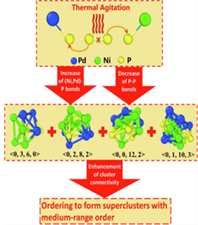 Thermal Agitation
X
Pd Ni P
Increase of (Ni,Pd)-P bonds
Decrease of P-P bonds
+ + +
<0, 3, 6, 0> <0, 2, 8, 2> <0, 0, 12, 2> <0, 1, 10, 3>
Enhancement of cluster connectivity
Ordering to form superclusters with
medium-range order